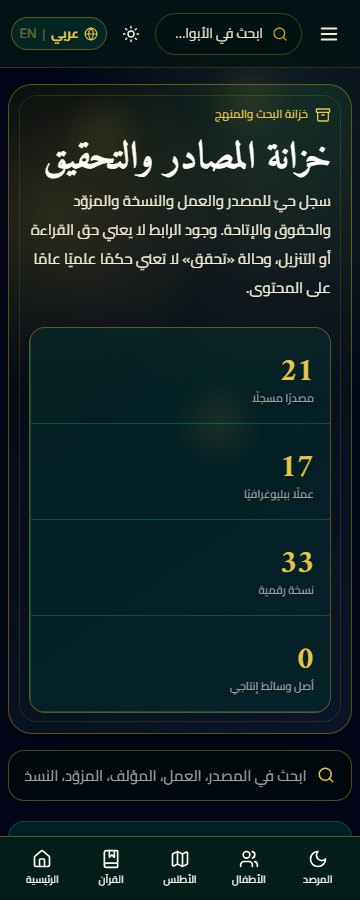 ابحث في الأبوا...
عربي | EN
خزانة البحث والمنهج
خزانة المصادر والتحقيق
سجل حيّ للمصدر والعمل والنسخة والمزوّد
والحقوق والإتاحة. وجود الرابط لا يعني حق القراءة
أو التنزيل، وحالة «تحقق» لا تعني حكمًا علميًا عامًا
على المحتوى.
21
مصدرًا مسجلًا
17
عملًا ببليوغرافيًا
33
نسخة رقمية
0
أصل وسائط إنتاجي
ابحث في المصدر، العمل، المؤلف، المزوّد، النسخ
المرصد
الأطفال
الأطلس
القرآن
الرئيسية